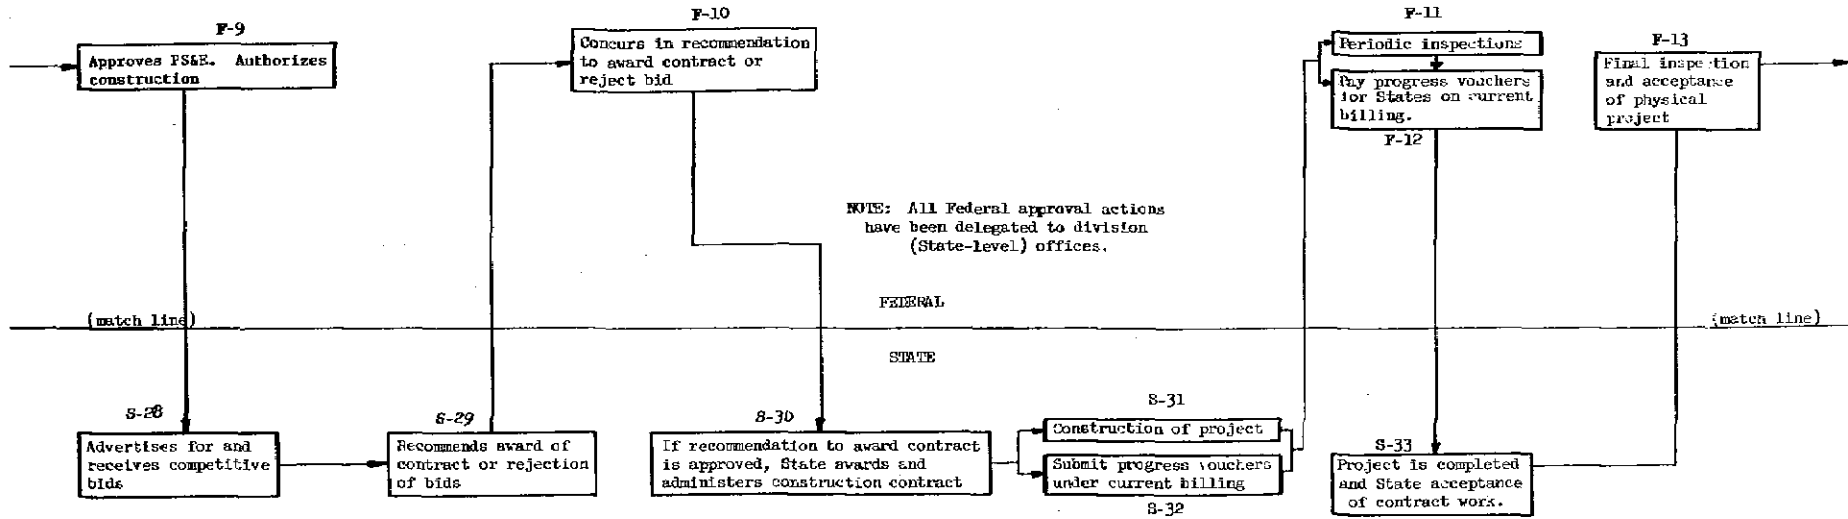 F-9
Approves PS&E. Authorizes
construction
F-10
Concurs in recommendation
to award contract or
reject bid
F-11
Periodic inspections
Pay progress vouchers
for States on current
billing.
F-12
F-13
Final inspection
and acceptance
of physical
project
NOTE: All Federal approval actions
have been delegated to division
(State-level) offices.
FEDERAL
(match line)
(match line)
STATE
S-28
Advertises for and
receives competitive
bids
S-29
Recommends award of
contract or rejection
of bids
S-30
If recommendation to award contract
is approved, State awards and
administers construction contract
S-31
Construction of project
Submit progress vouchers
under current billing
S-32
S-33
Project is completed
and State acceptance
of contract work.